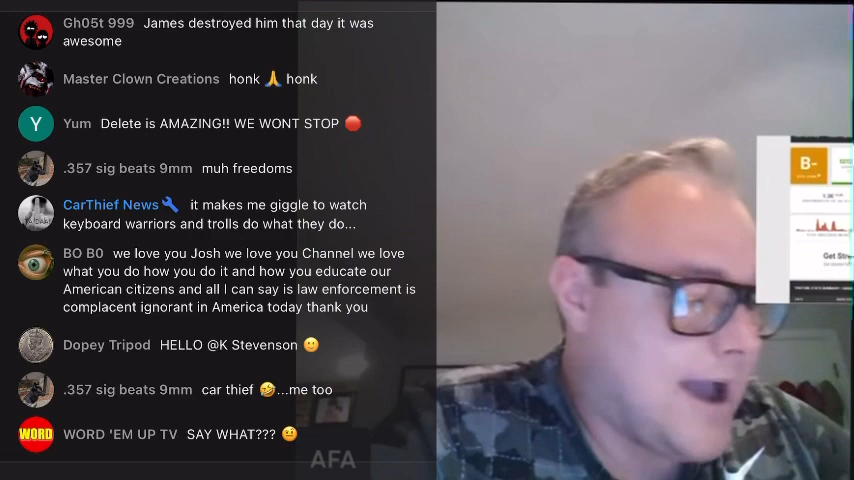 Gh05t 999 James destroyed him that day it was
awesome
Master Clown Creations honk 🙏 honk
Y Yum Delete is AMAZING!! WE WONT STOP 🛑
.357 sig beats 9mm muh freedoms
CarThief News🔧 it makes me giggle to watch
keyboard warriors and trolls do what they do...
BO B0 we love you Josh we love you Channel we love
what you do how you do it and how you educate our
American citizens and all I can say is law enforcement is
complacent ignorant in America today thank you
Dopey Tripod HELLO @K Stevenson 🙂
.357 sig beats 9mm car thief 🤣...me too
WORD WORD 'EM UP TV SAY WHAT??? 🤨
AFA
B-